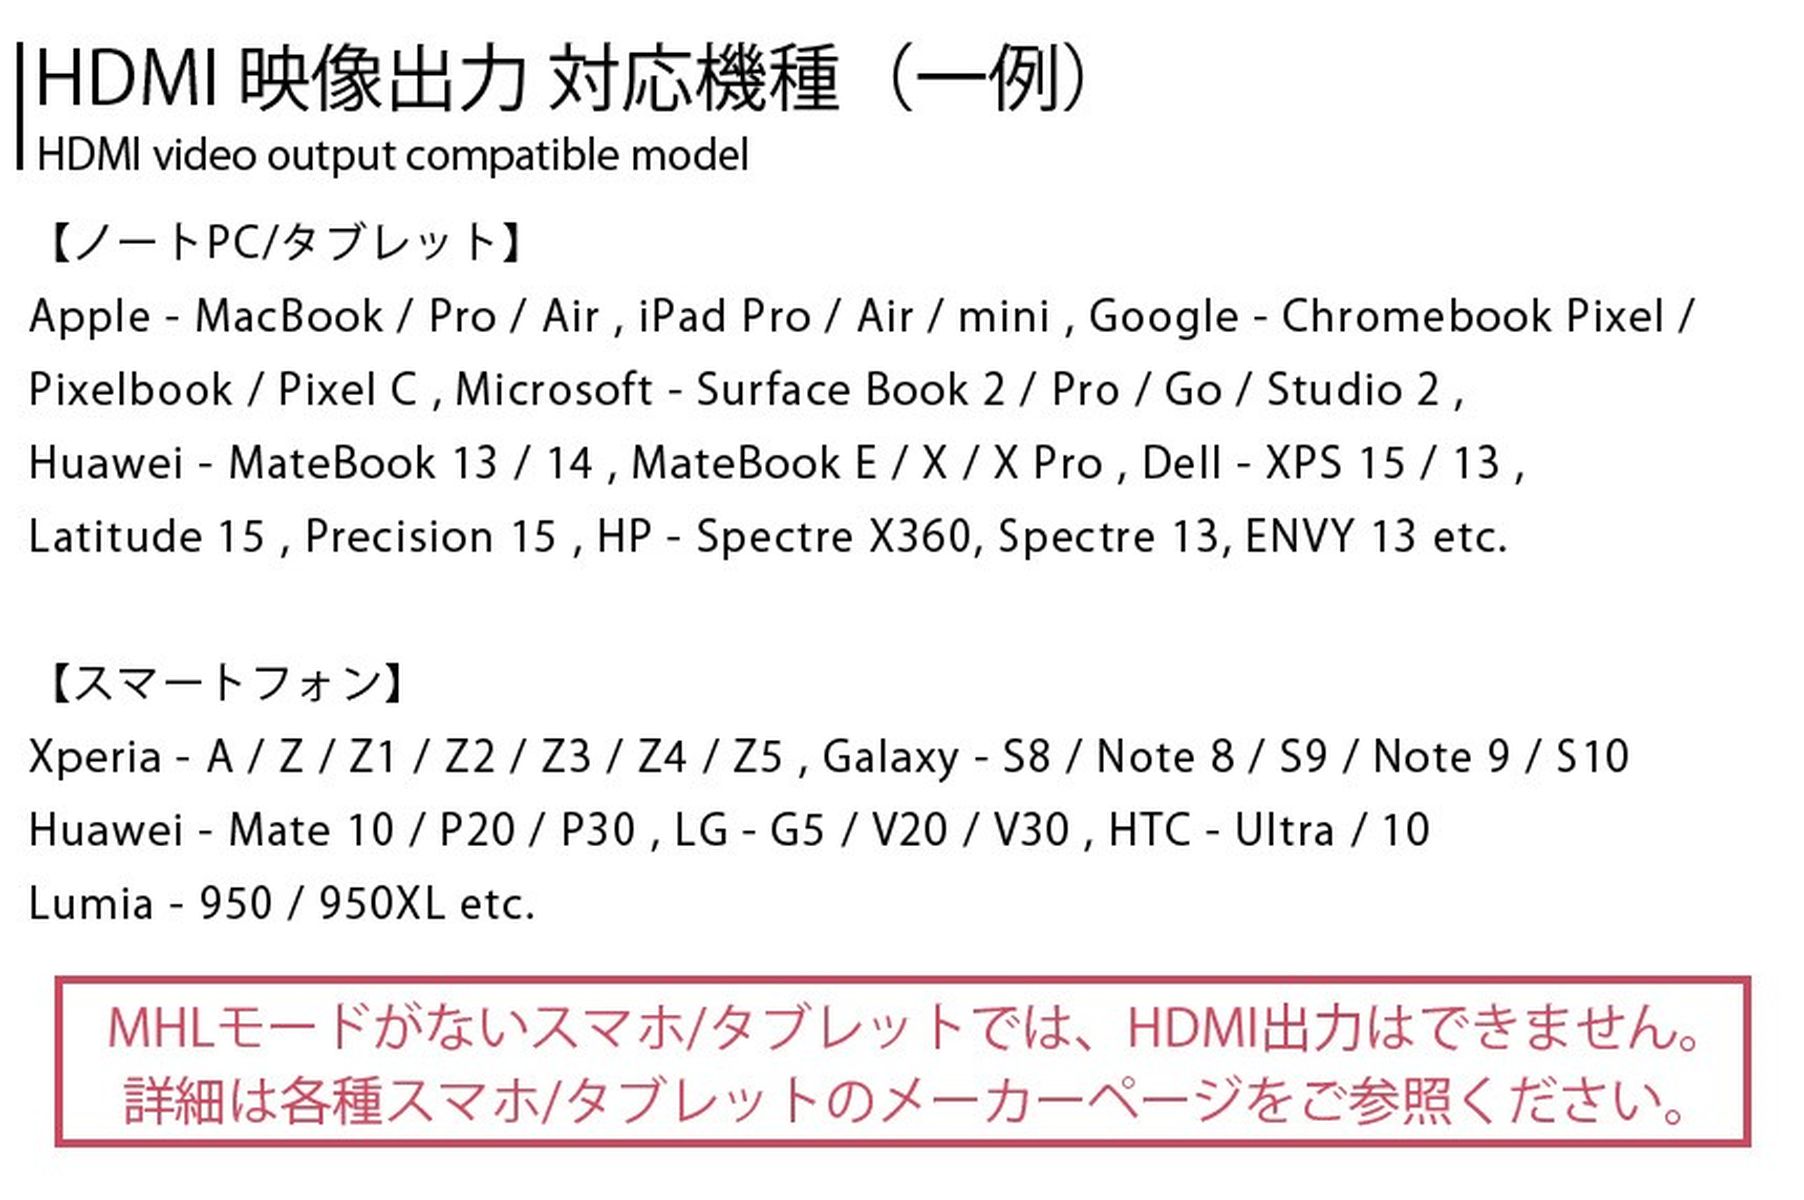 HDMI 映像出力 対応機種（一例）
HDMI video output compatible model
【ノートPC/タブレット】
Apple - MacBook / Pro / Air , iPad Pro / Air / mini , Google - Chromebook Pixel /
Pixelbook / Pixel C , Microsoft - Surface Book 2 / Pro / Go / Studio 2 ,
Huawei - MateBook 13 / 14 , MateBook E / X / X Pro , Dell - XPS 15 / 13 ,
Latitude 15 , Precision 15 , HP - Spectre X360, Spectre 13, ENVY 13 etc.
【スマートフォン】
Xperia - A / Z / Z1 / Z2 / Z3 / Z4 / Z5 , Galaxy - S8 / Note 8 / S9 / Note 9 / S10
Huawei - Mate 10 / P20 / P30 , LG - G5 / V20 / V30 , HTC - Ultra / 10
Lumia - 950 / 950XL etc.
MHLモードがないスマホ/タブレットでは、HDMI出力はできません。
詳細は各種スマホ/タブレットのメーカーページをご参照ください。